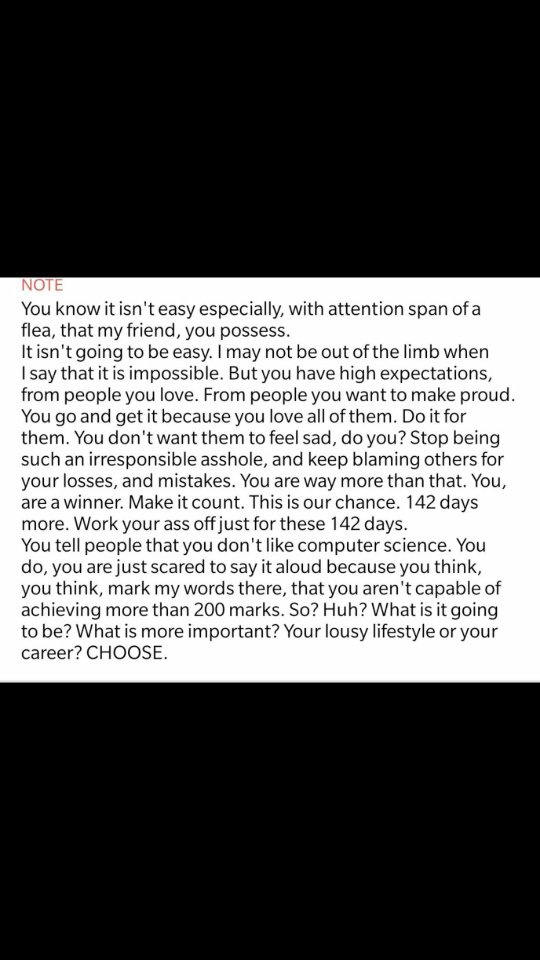 NOTE
You know it isn't easy especially, with attention span of a
flea, that my friend, you possess.
It isn't going to be easy. I may not be out of the limb when
I say that it is impossible. But you have high expectations,
from people you love. From people you want to make proud.
You go and get it because you love all of them. Do it for
them. You don't want them to feel sad, do you? Stop being
such an irresponsible asshole, and keep blaming others for
your losses, and mistakes. You are way more than that. You,
are a winner. Make it count. This is our chance. 142 days
more. Work your ass off just for these 142 days.
You tell people that you don't like computer science. You
do, you are just scared to say it aloud because you think,
you think, mark my words there, that you aren't capable of
achieving more than 200 marks. So? Huh? What is it going
to be? What is more important? Your lousy lifestyle or your
career? CHOOSE.